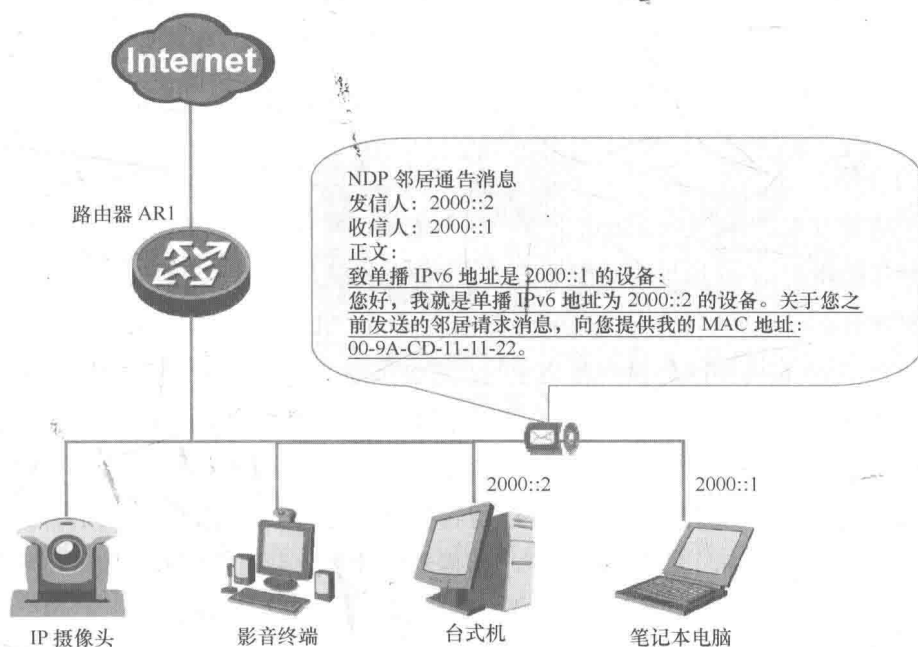 Internet
路由器 AR1
NDP 邻居通告消息
发信人：2000::2
收信人：2000::1
正文：
致单播 IPv6 地址是 2000::1 的设备：
您好，我就是单播 IPv6 地址为 2000::2 的设备。关于您之
前发送的邻居请求消息，向您提供我的 MAC 地址：
00-9A-CD-11-11-22。
2000::2
2000::1
IP 摄像头
影音终端
台式机
笔记本电脑